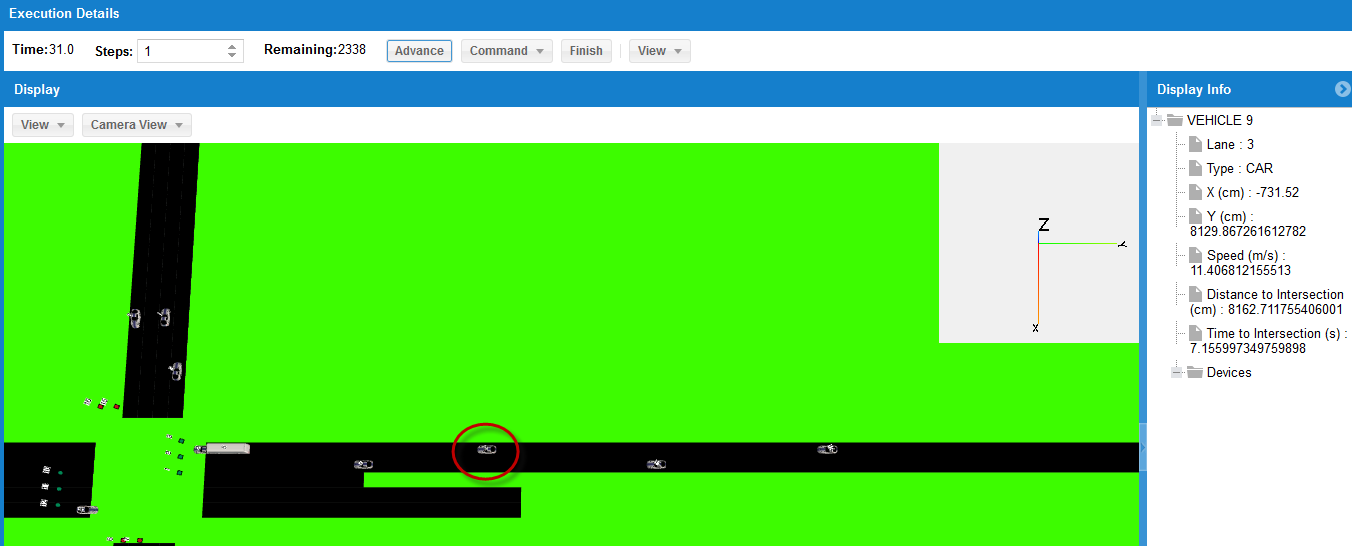 Execution Details
Time:31.0 Steps: 1 Remaining:2338 Advance Command Finish View
Display
Display Info
View Camera View
VEHICLE 9
Lane : 3
Type : CAR
X (cm) : -731.52
Y (cm) :
8129.867261612782
Speed (m/s) :
11.406812155513
Distance to Intersection
(cm) : 8162.711755406001
Time to Intersection (s) :
7.155997349759898
Devices
Z
Y
X